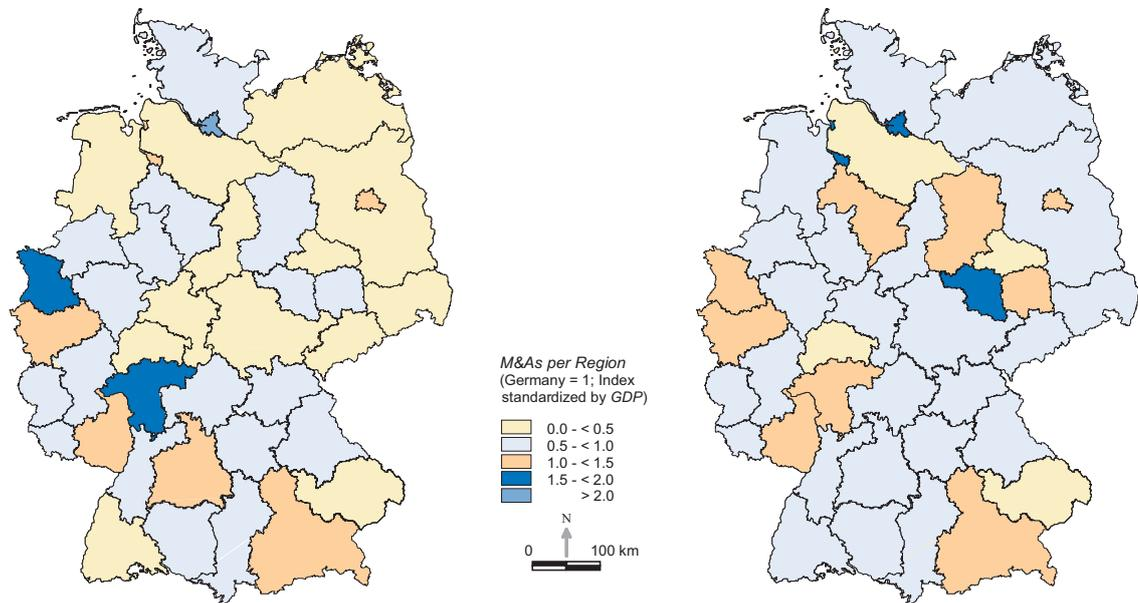 M&As per Region
(Germany = 1; Index
standardized by GDP)
0.0 - < 0.5
0.5 - < 1.0
1.0 - < 1.5
1.5 - < 2.0
> 2.0
N
0 100 km